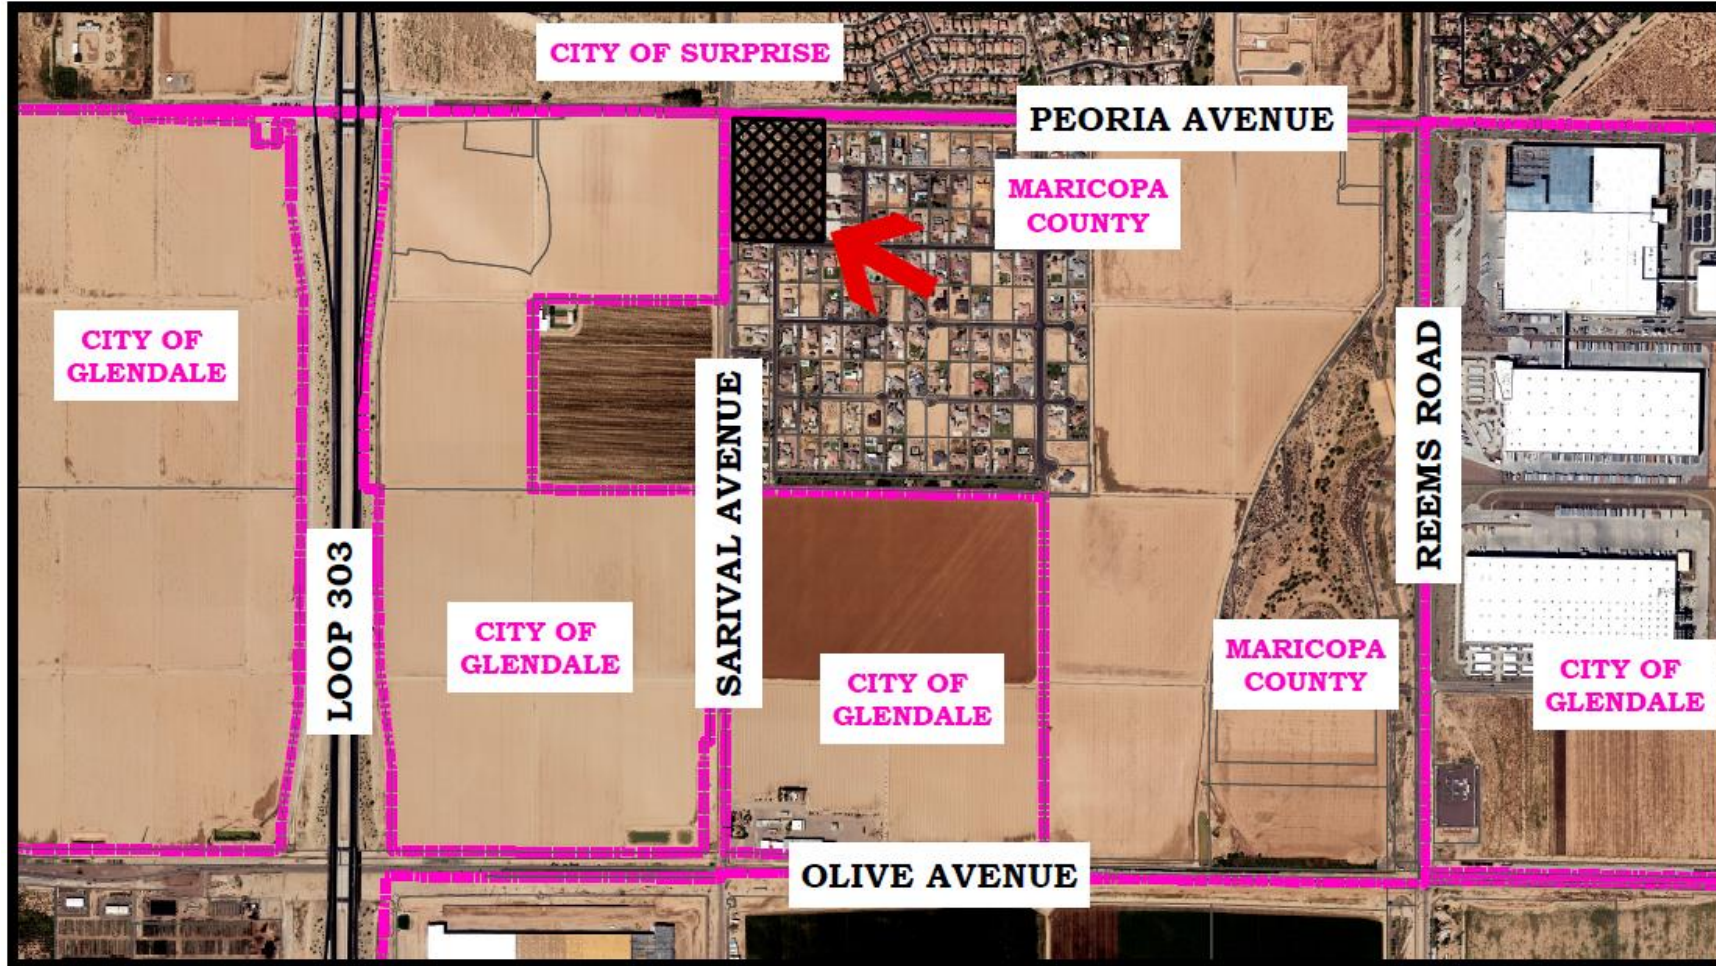 CITY OF SURPRISE
PEORIA AVENUE
MARICOPA
COUNTY
CITY OF
GLENDALE
SARIVAL AVENUE
REEMS ROAD
LOOP 303
CITY OF
GLENDALE
CITY OF
GLENDALE
MARICOPA
COUNTY
CITY OF
GLENDALE
OLIVE AVENUE